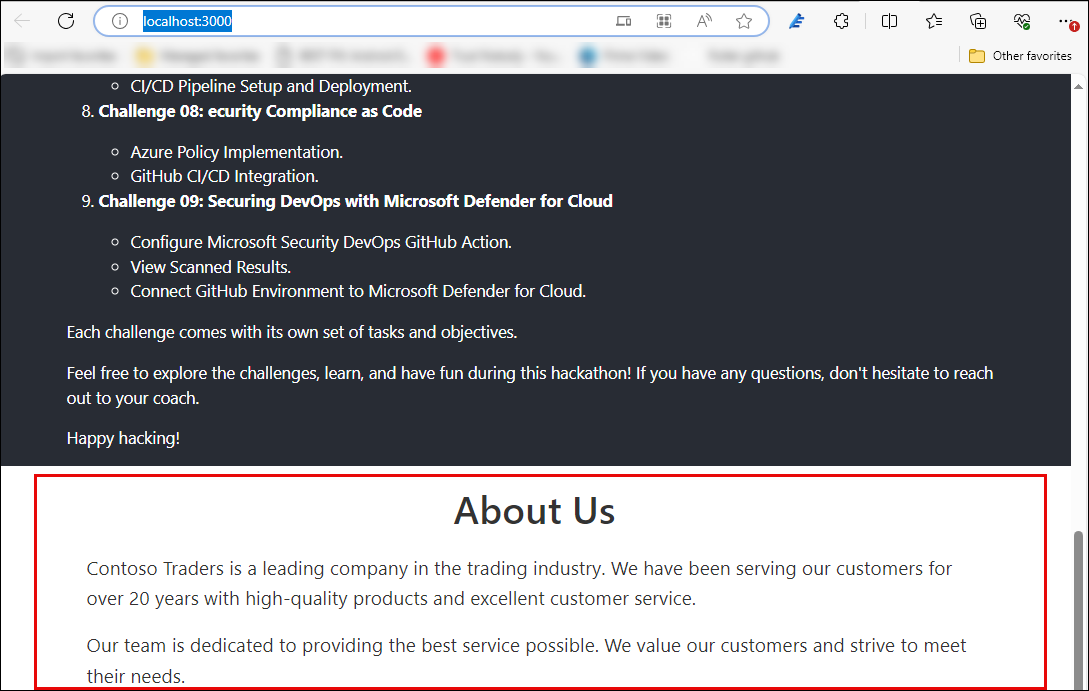 localhost:3000
Other favorites
CI/CD Pipeline Setup and Deployment.
8. Challenge 08: ecurity Compliance as Code
Azure Policy Implementation.
GitHub CI/CD Integration.
9. Challenge 09: Securing DevOps with Microsoft Defender for Cloud
Configure Microsoft Security DevOps GitHub Action.
View Scanned Results.
Connect GitHub Environment to Microsoft Defender for Cloud.
Each challenge comes with its own set of tasks and objectives.
Feel free to explore the challenges, learn, and have fun during this hackathon! If you have any questions, don't hesitate to reach
out to your coach.
Happy hacking!
About Us
Contoso Traders is a leading company in the trading industry. We have been serving our customers for
over 20 years with high-quality products and excellent customer service.
Our team is dedicated to providing the best service possible. We value our customers and strive to meet
their needs.